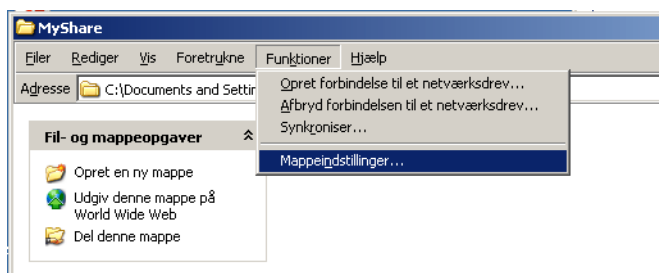 MyShare
Filer Rediger Vis Foretrukne Funktioner Hjælp
Adresse C:\Documents and Settir
Opret forbindelse til et netværksdrev...
Afbryd forbindelsen til et netværksdrev...
Synkroniser...
Mappeindstillinger...
Fil- og mappeopgaver
Opret en ny mappe
Udgiv denne mappe på
World Wide Web
Del denne mappe